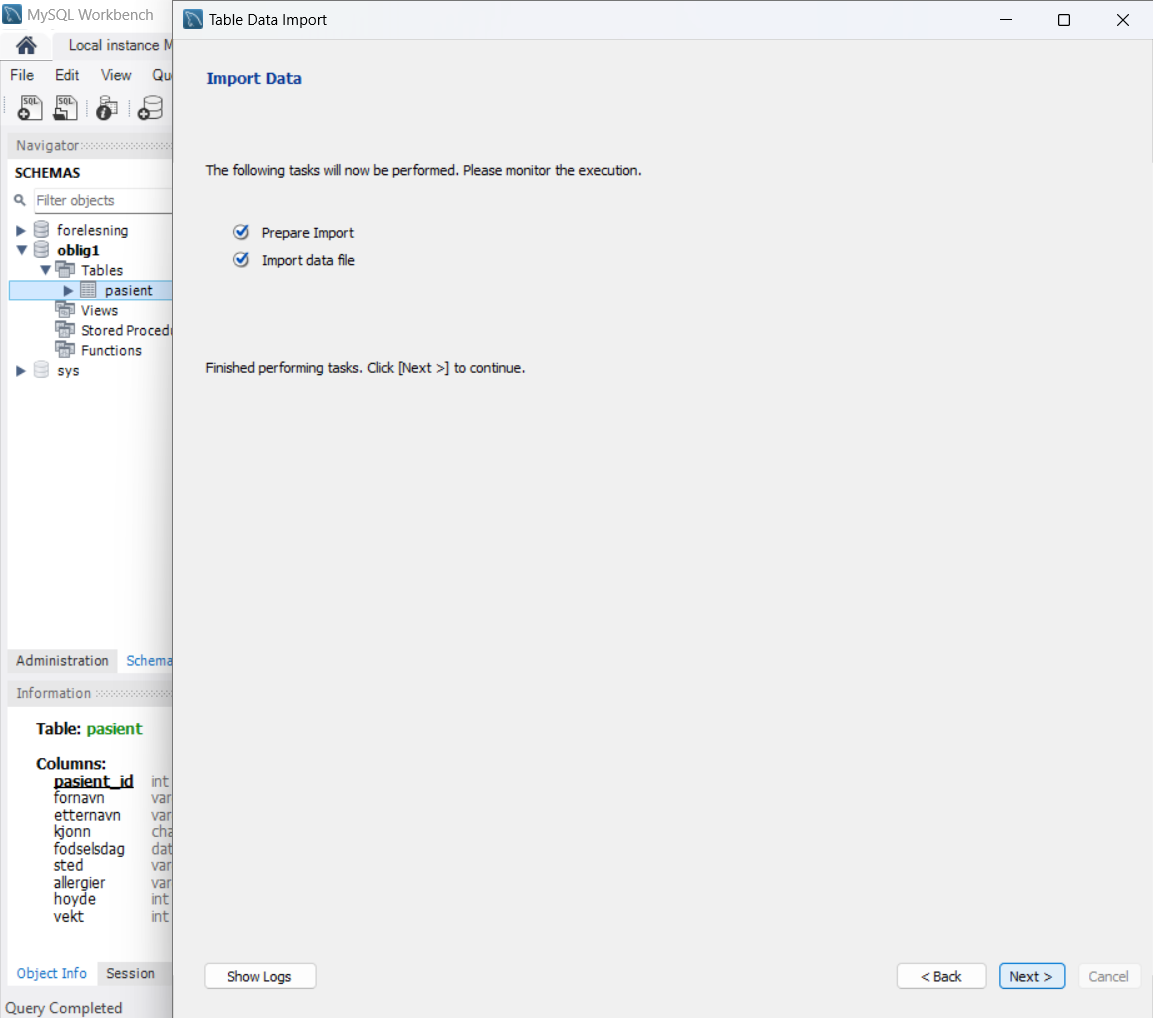 MySQL Workbench
Table Data Import
Local instance M
File Edit View Qu
SQL SQL
Navigator
SCHEMAS
Filter objects
forelesning
oblig1
Tables
pasient
Views
Stored Procedu
Functions
sys
Administration Schema
Information
Table: pasient
Columns:
pasient_id int
fornavn var
etternavn var
kjonn cha
fodselsdag dat
sted var
allergier var
hoyde int
vekt int
Object Info Session
Query Completed
Import Data
The following tasks will now be performed. Please monitor the execution.
Prepare Import
Import data file
Finished performing tasks. Click [Next >] to continue.
Show Logs < Back Next > Cancel